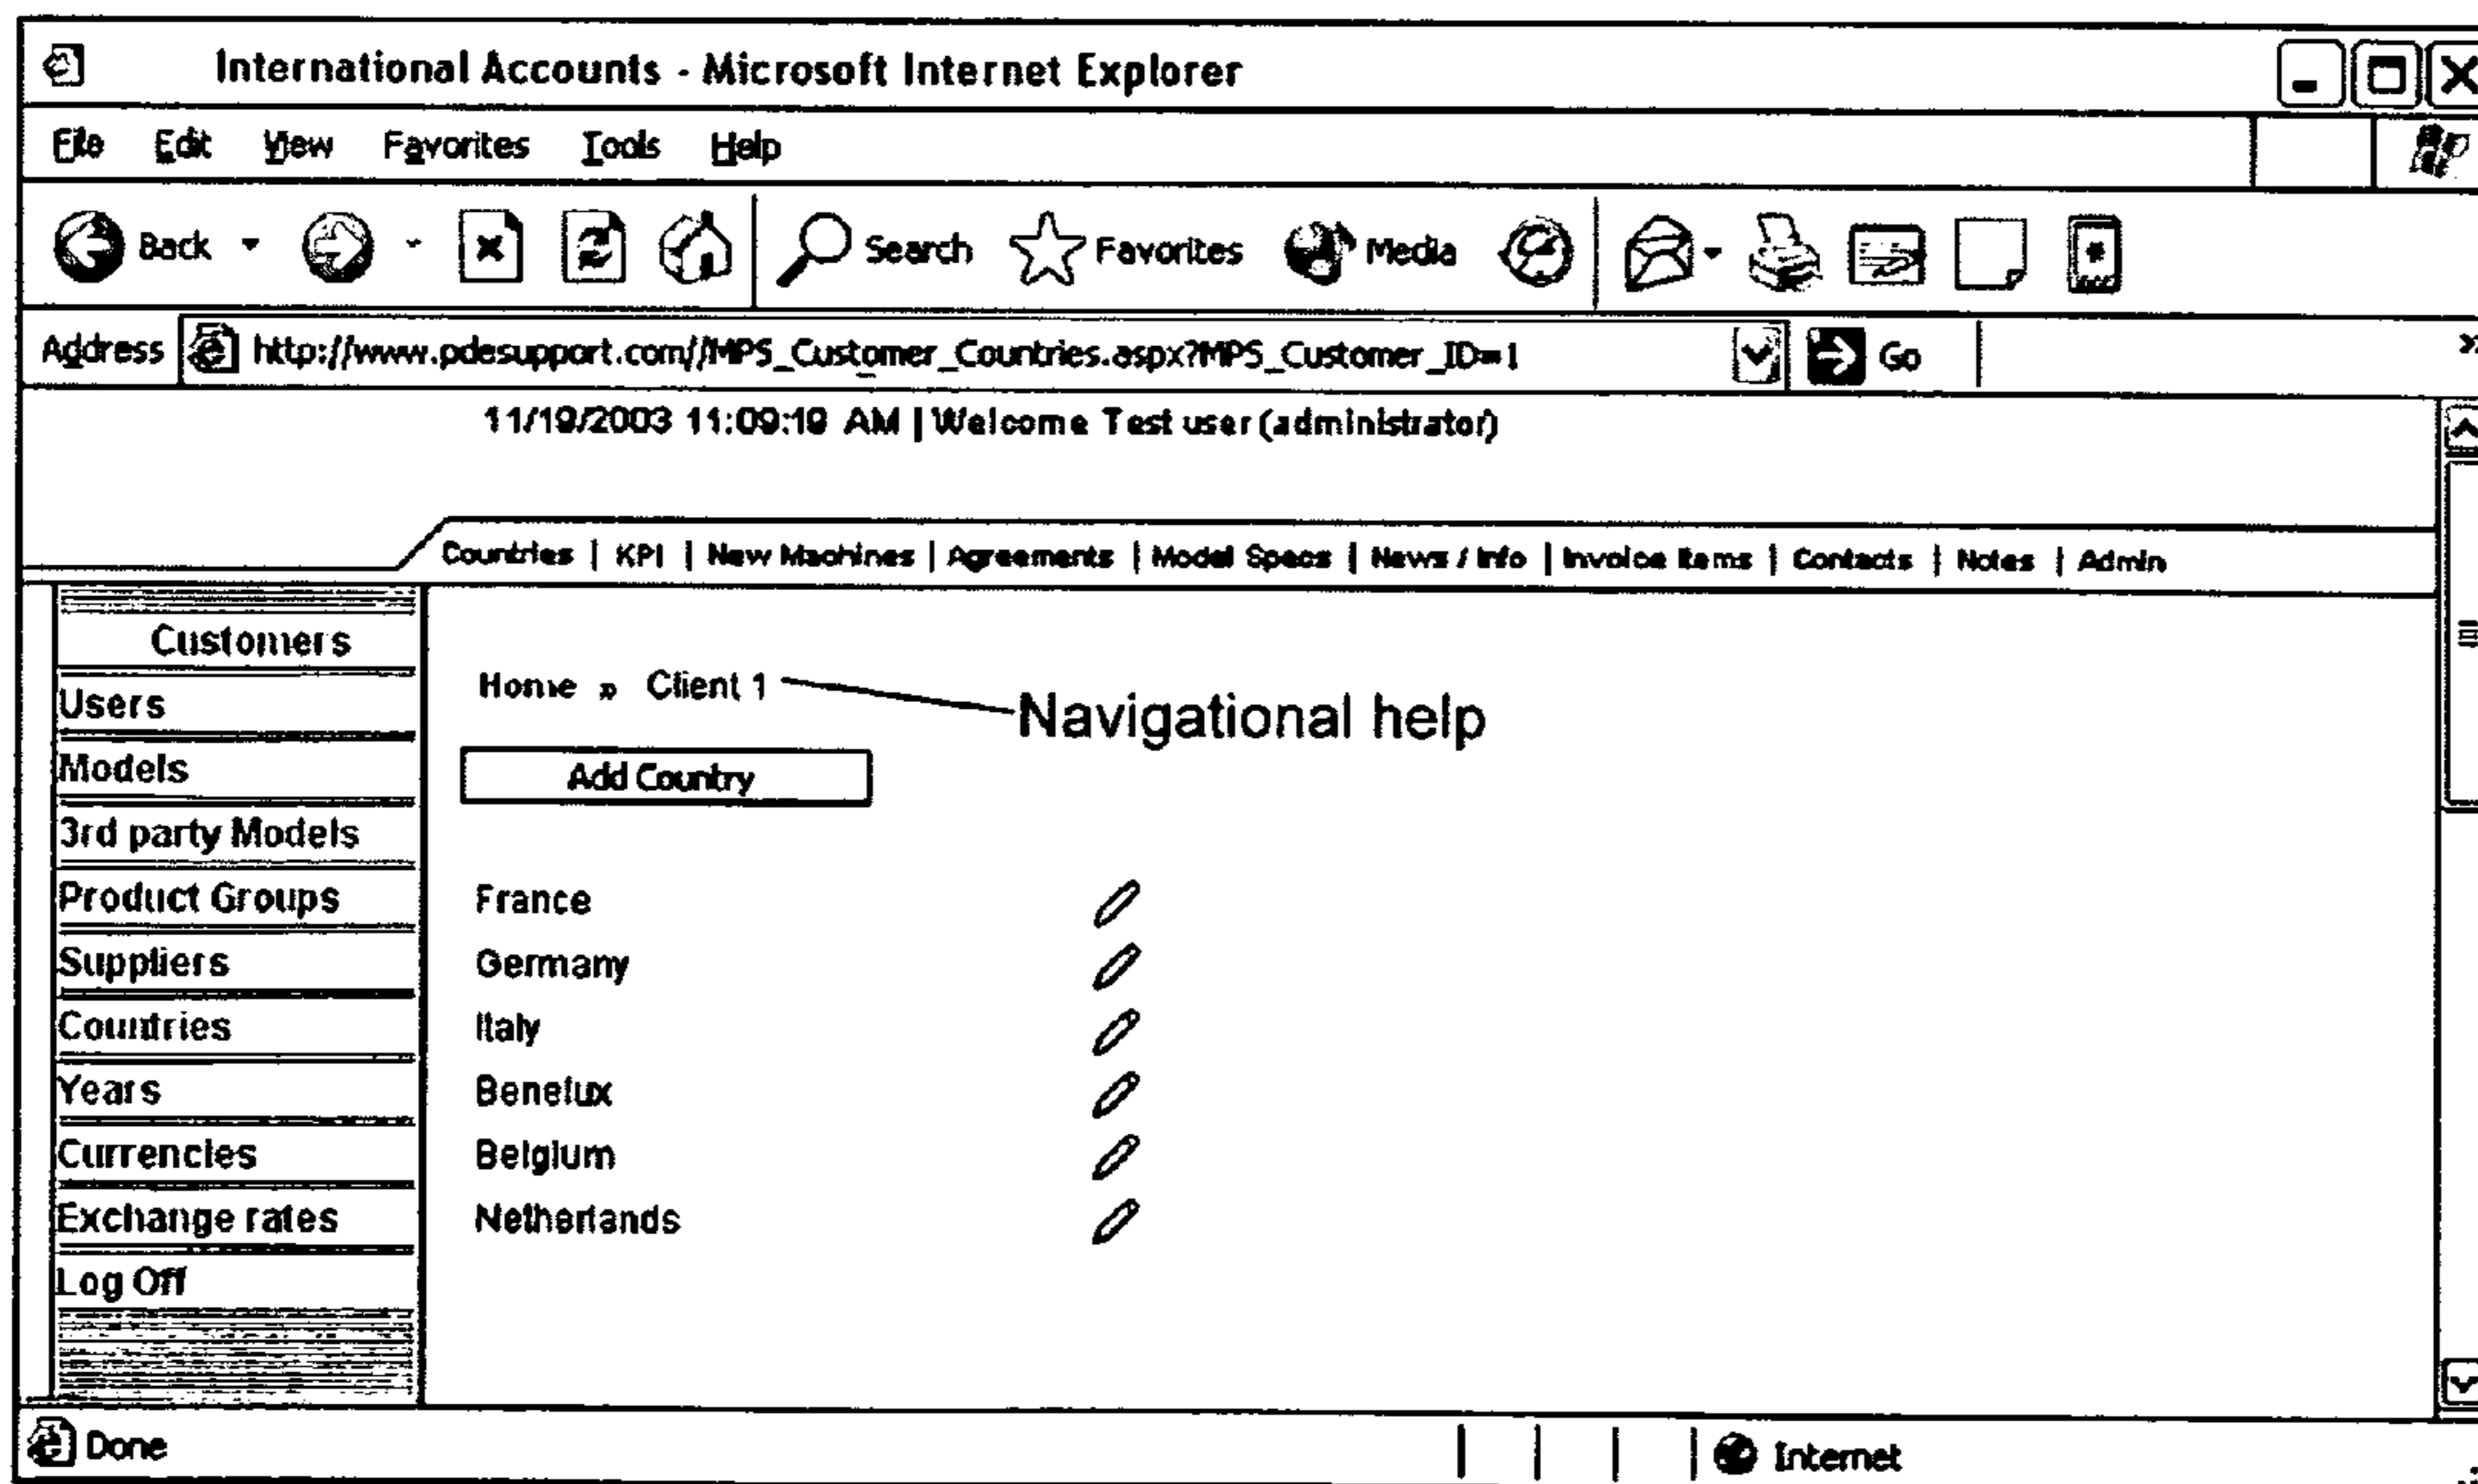 International Accounts - Microsoft Internet Explorer
File Edit View Favorites Tools Help
Back Search Favorites Media
Address http://www.pdesupport.com//MPS_Customer_Countries.aspx?MPS_Customer_ID=1 Go »
11/19/2003 11:09:19 AM | Welcome Test user (administrator)
Countries | KPI | New Machines | Agreements | Model Specs | News / Info | Invoice Items | Contacts | Notes | Admin
Customers
Users
Models
3rd party Models
Product Groups
Suppliers
Countries
Years
Currencies
Exchange rates
Log Off
Home » Client 1
Navigational help
Add Country
France
Germany
Italy
Benelux
Belgium
Netherlands
Done Internet